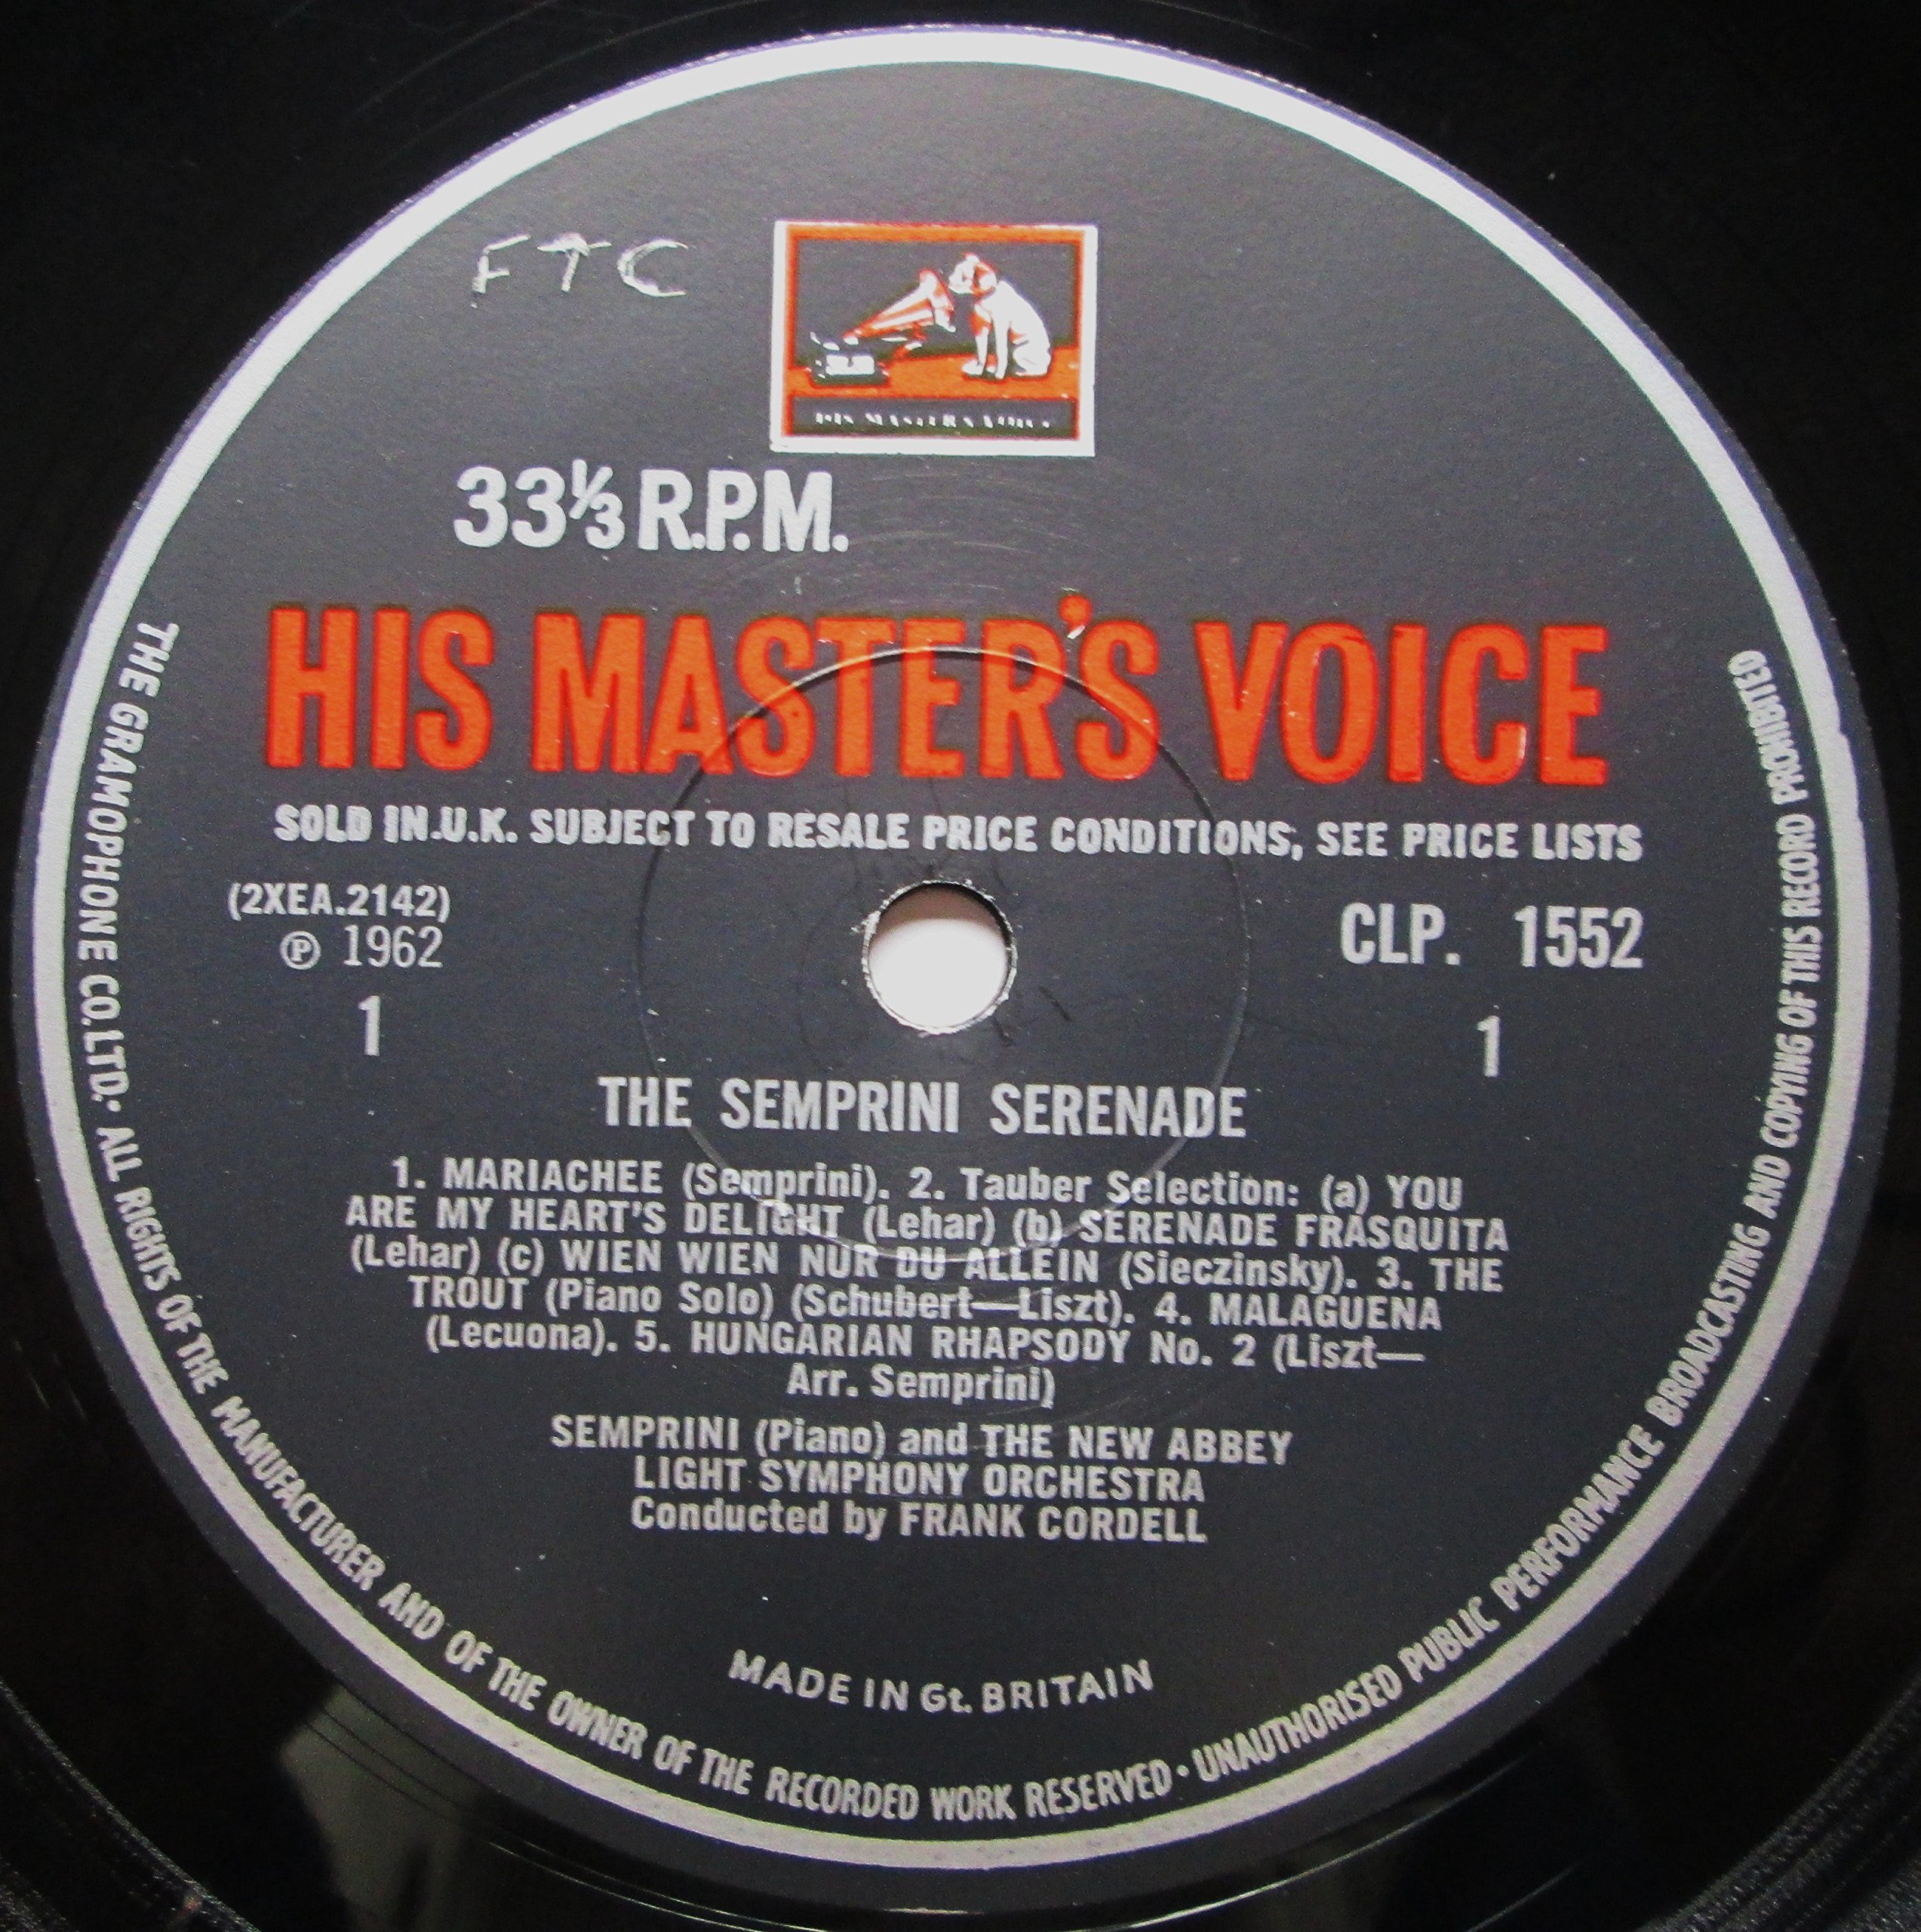 FTC
HIS MASTER'S VOICE
33⅓ R.P.M.
HIS MASTER'S VOICE
SOLD IN.U.K. SUBJECT TO RESALE PRICE CONDITIONS, SEE PRICE LISTS
(2XEA.2142)
℗ 1962
1
CLP. 1552
1
THE SEMPRINI SERENADE
1. MARIACHEE (Semprini). 2. Tauber Selection: (a) YOU
ARE MY HEART'S DELIGHT (Lehar) (b) SERENADE FRASQUITA
(Lehar) (c) WIEN WIEN NUR DU ALLEIN (Sieczinsky). 3. THE
TROUT (Piano Solo) (Schubert—Liszt). 4. MALAGUENA
(Lecuona). 5. HUNGARIAN RHAPSODY No. 2 (Liszt—
Arr. Semprini)
SEMPRINI (Piano) and THE NEW ABBEY
LIGHT SYMPHONY ORCHESTRA
Conducted by FRANK CORDELL
MADE IN Gt. BRITAIN
THE GRAMOPHONE CO.LTD. · ALL RIGHTS OF THE MANUFACTURER AND OF THE OWNER OF THE RECORDED WORK RESERVED · UNAUTHORISED PUBLIC PERFORMANCE BROADCASTING AND COPYING OF THIS RECORD PROHIBITED